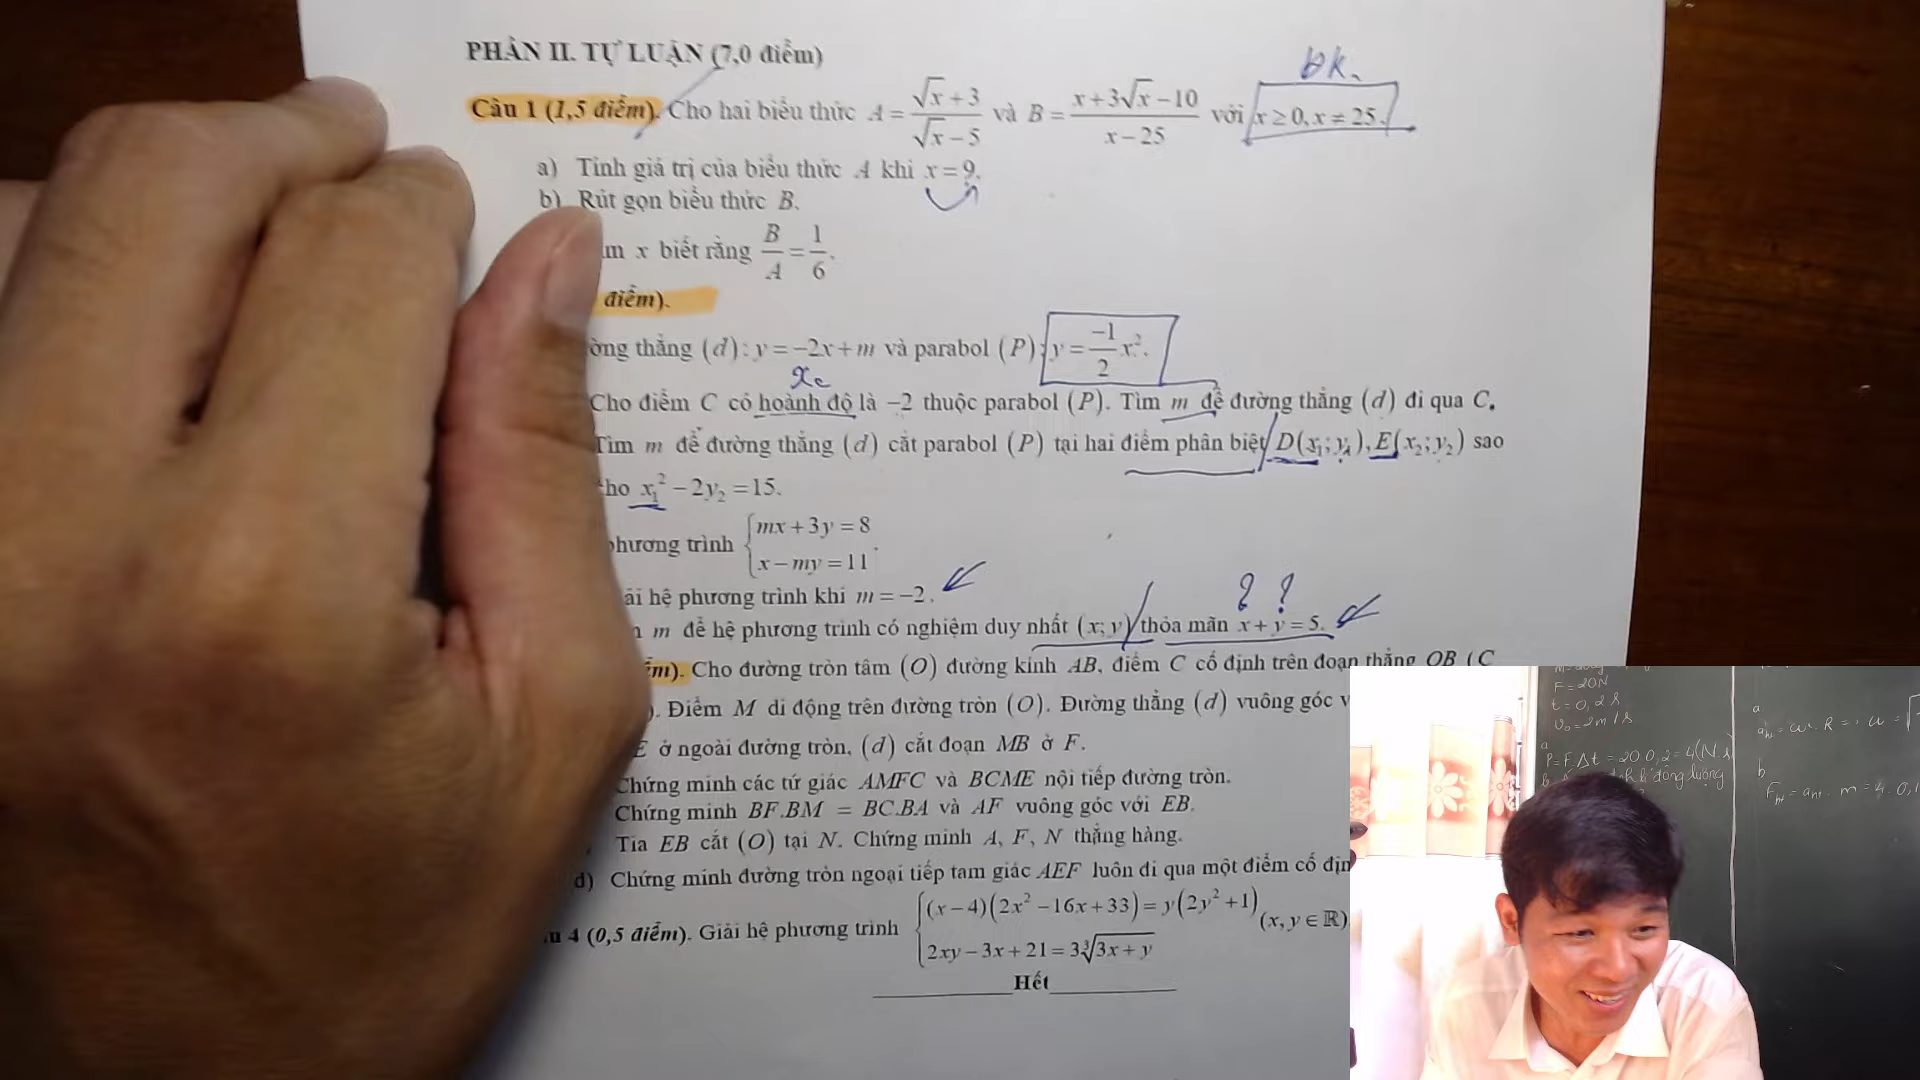 PHẦN II. TỰ LUẬN (7,0 điểm)
đk.
Câu 1 (1,5 điểm). Cho hai biểu thức A = (√x + 3)/(√x − 5) và B = (x + 3√x − 10)/(x − 25) với x ≥ 0, x ≠ 25.
a) Tính giá trị của biểu thức A khi x = 9.
b) Rút gọn biểu thức B.
x biết rằng B/A = 1/6.
điểm).
thẳng (d): y = −2x + m và parabol (P): y = −1/2 x².
x_c
Cho điểm C có hoành độ là −2 thuộc parabol (P). Tìm m để đường thẳng (d) đi qua C.
Tìm m để đường thẳng (d) cắt parabol (P) tại hai điểm phân biệt D(x₁; y₁), E(x₂; y₂) sao
x₁² − 2y₂ = 15.
phương trình { mx + 3y = 8
x − my = 11 .
hệ phương trình khi m = −2.
? ?
m để hệ phương trình có nghiệm duy nhất (x; y) thỏa mãn x + y = 5.
Cho đường tròn tâm (O) đường kính AB, điểm C cố định trên đoạn thẳng OB (C
). Điểm M di động trên đường tròn (O). Đường thẳng (d) vuông góc
E ở ngoài đường tròn, (d) cắt đoạn MB ở F.
Chứng minh các tứ giác AMFC và BCME nội tiếp đường tròn.
Chứng minh BF.BM = BC.BA và AF vuông góc với EB.
Tia EB cắt (O) tại N. Chứng minh A, F, N thẳng hàng.
d) Chứng minh đường tròn ngoại tiếp tam giác AEF luôn đi qua một điểm cố
4 (0,5 điểm). Giải hệ phương trình { (x − 4)(2x² − 16x + 33) = y(2y² + 1)
2xy − 3x + 21 = 3∛(3x + y) (x, y ∈ ℝ)
Hết
F = 20N
t = 0,2 s
v₀ = 2m/s
a
P = F.Δt = 20.0,2 = 4(N.s)
động lượng
a
b